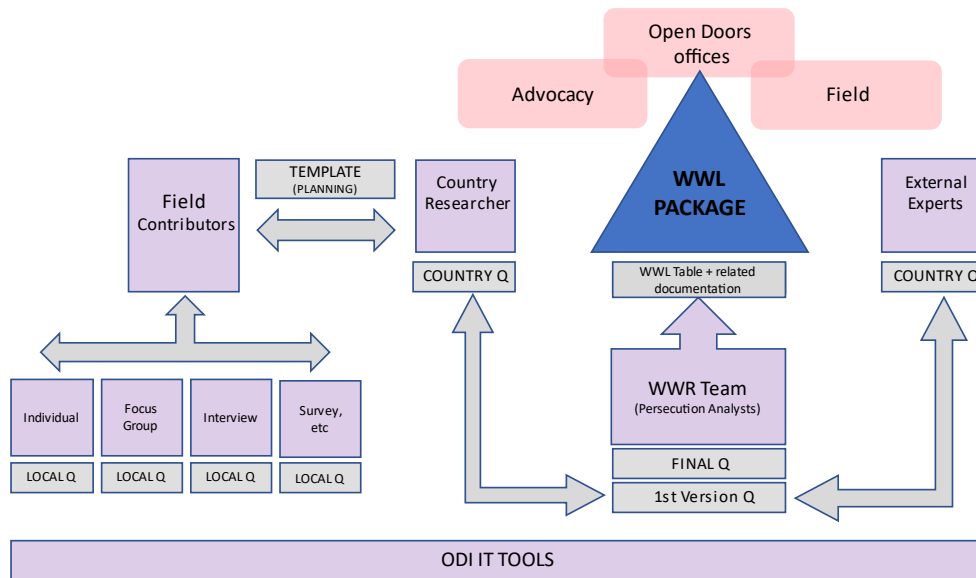 Open Doors
offices
Advocacy
Field
Field
Contributors
TEMPLATE
(PLANNING)
Country
Researcher
COUNTRY Q
WWL
PACKAGE
WWL Table + related
documentation
External
Experts
COUNTRY Q
Individual
LOCAL Q
Focus
Group
LOCAL Q
Interview
LOCAL Q
Survey,
etc
LOCAL Q
WWR Team
(Persecution Analysts)
FINAL Q
1st Version Q
ODI IT TOOLS